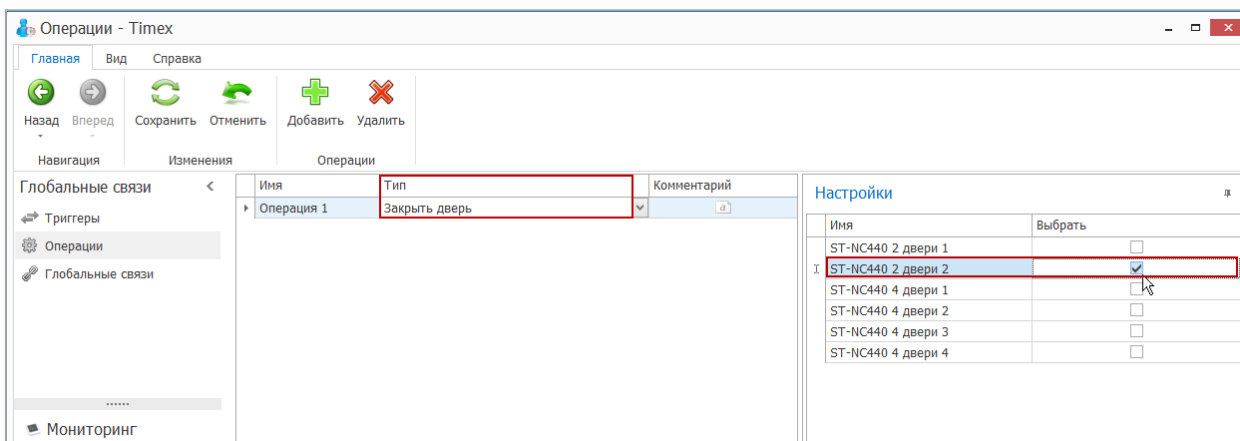 Операции - Timex
Главная Вид Справка
Назад Вперед Сохранить Отменить Добавить Удалить
Навигация Изменения Операции
Глобальные связи <
Триггеры
Операции
Глобальные связи
Мониторинг
Имя Тип Комментарий
Операция 1 Закрыть дверь a
Настройки
Имя Выбрать
ST-NC440 2 двери 1
ST-NC440 2 двери 2
ST-NC440 4 двери 1
ST-NC440 4 двери 2
ST-NC440 4 двери 3
ST-NC440 4 двери 4